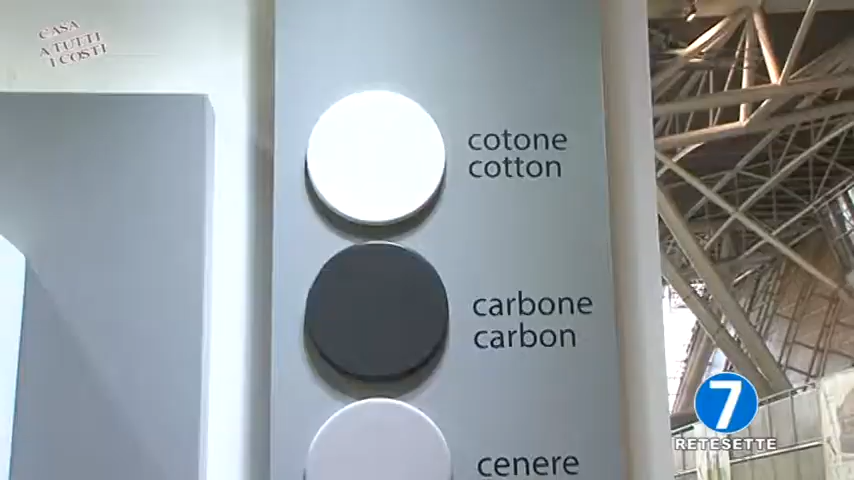 CASA
A TUTTI
I COSTI
cotone
cotton
carbone
carbon
cenere
7
RETESETTE